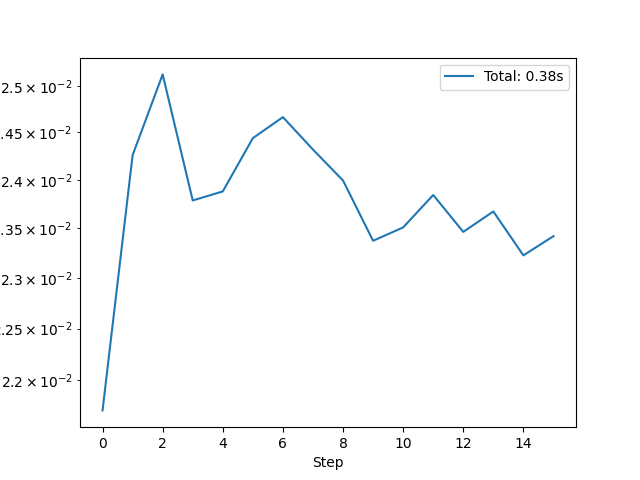 Total: 0.38s
2.5 × 10⁻²
.45 × 10⁻²
2.4 × 10⁻²
.35 × 10⁻²
2.3 × 10⁻²
2.25 × 10⁻²
2.2 × 10⁻²
0 2 4 6 8 10 12 14
Step